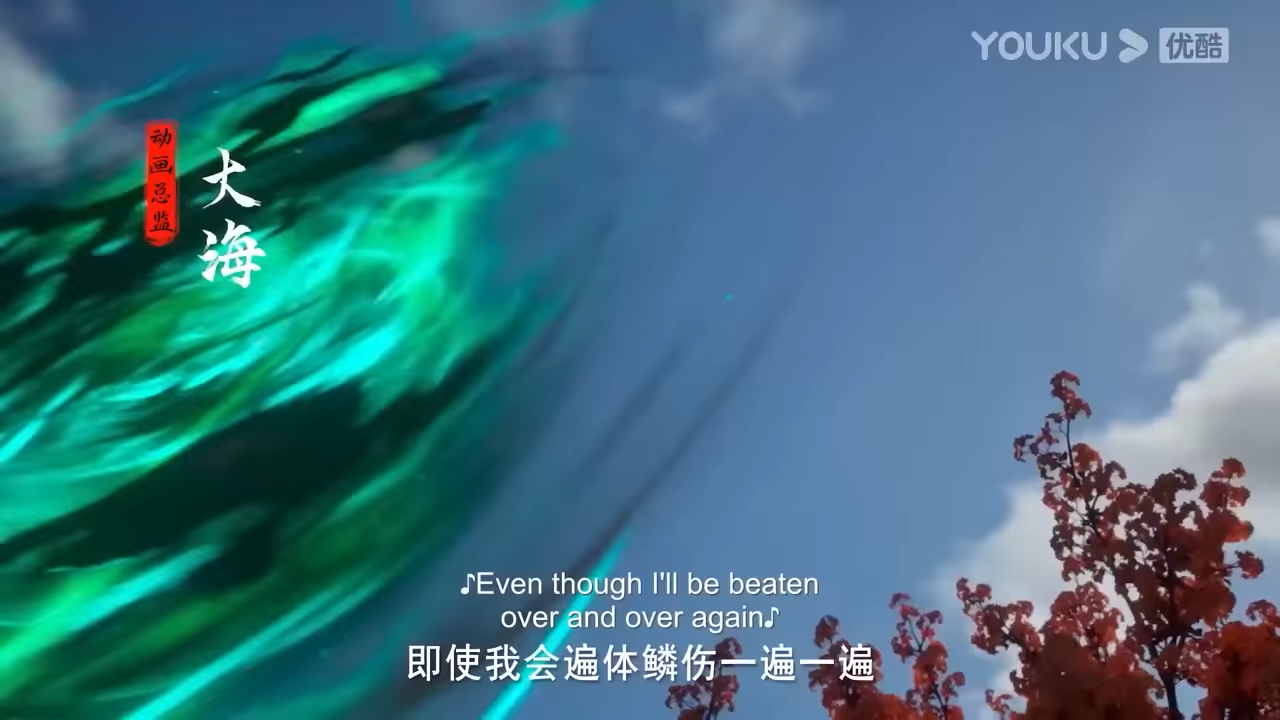 YOUKU 优酷
动画总监
大海
♪Even though I'll be beaten
over and over again♪
即使我会遍体鳞伤一遍一遍